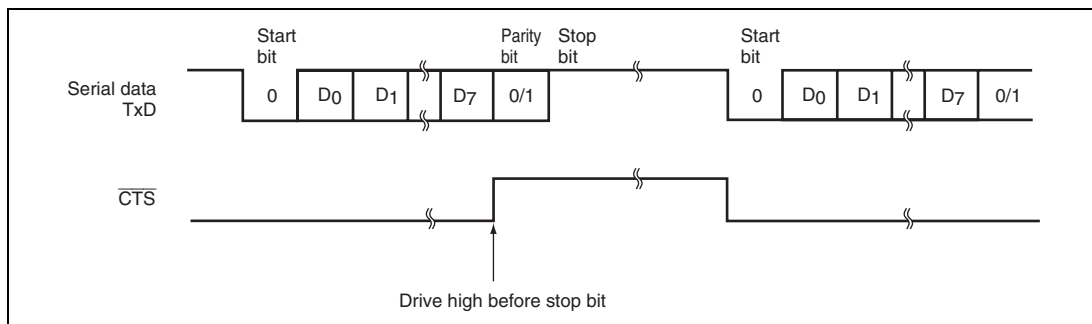 Start bit
Parity bit
Stop bit
Start bit
Serial data TxD
0
D0
D1
D7
0/1
0
D0
D1
D7
0/1
CTS
Drive high before stop bit